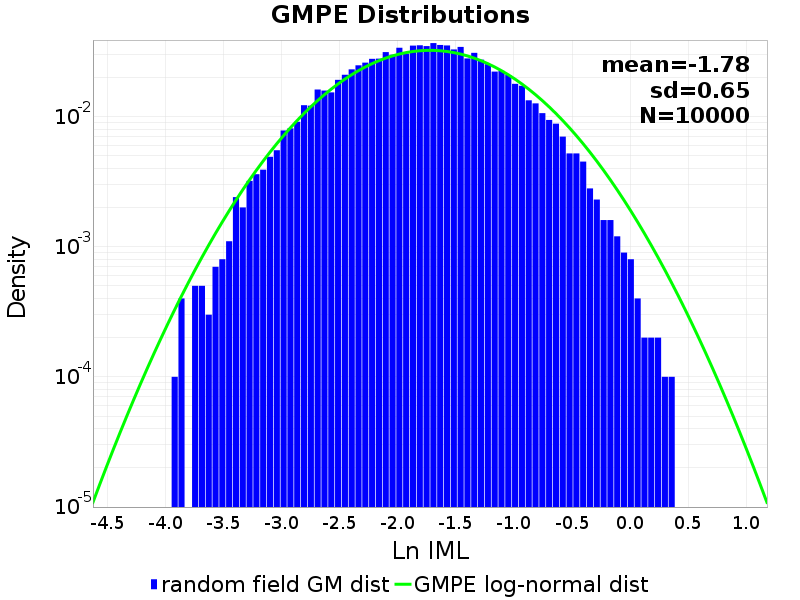 GMPE Distributions
mean=-1.78
sd=0.65
N=10000
10-2
10-3
10-4
10-5
Density
-4.5 -4.0 -3.5 -3.0 -2.5 -2.0 -1.5 -1.0 -0.5 0.0 0.5 1.0
Ln IML
random field GM dist GMPE log-normal dist